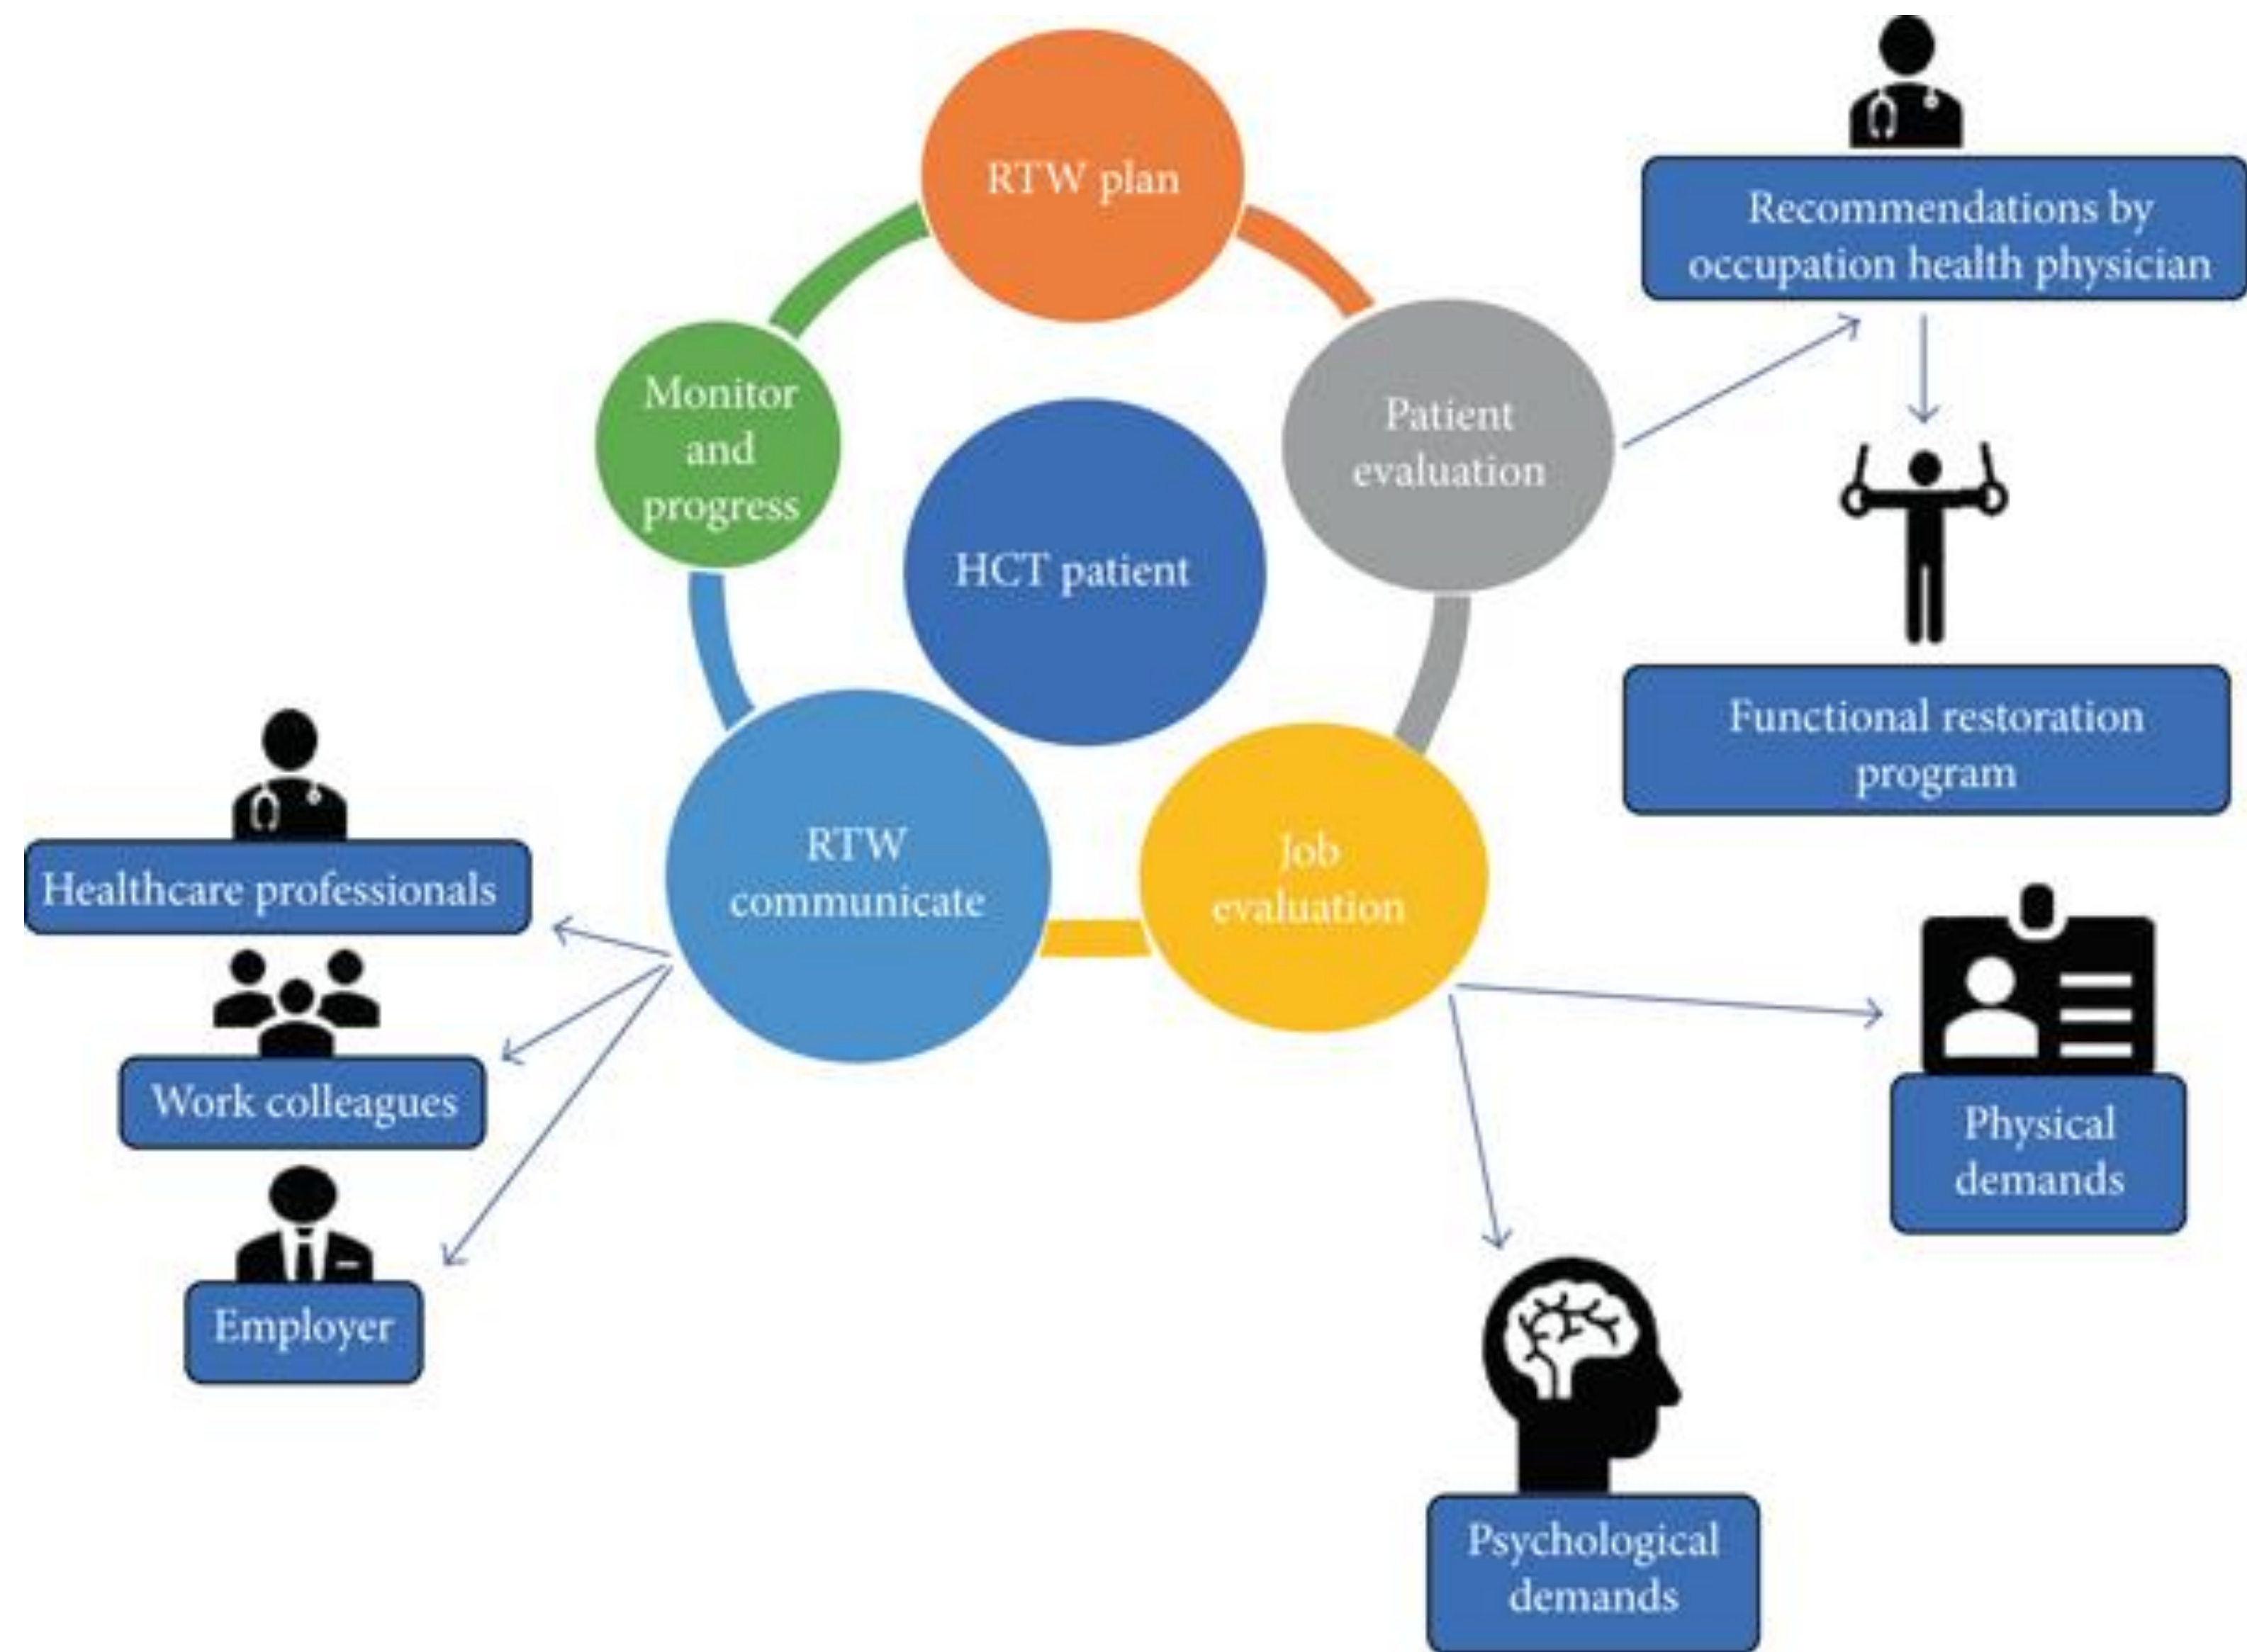 RTW plan
Recommendations by
occupation health physician
Monitor
and
progress
Patient
evaluation
HCT patient
Functional restoration
program
RTW
communicate
Job
evaluation
Healthcare professionals
Work colleagues
Employer
Physical
demands
Psychological
demands